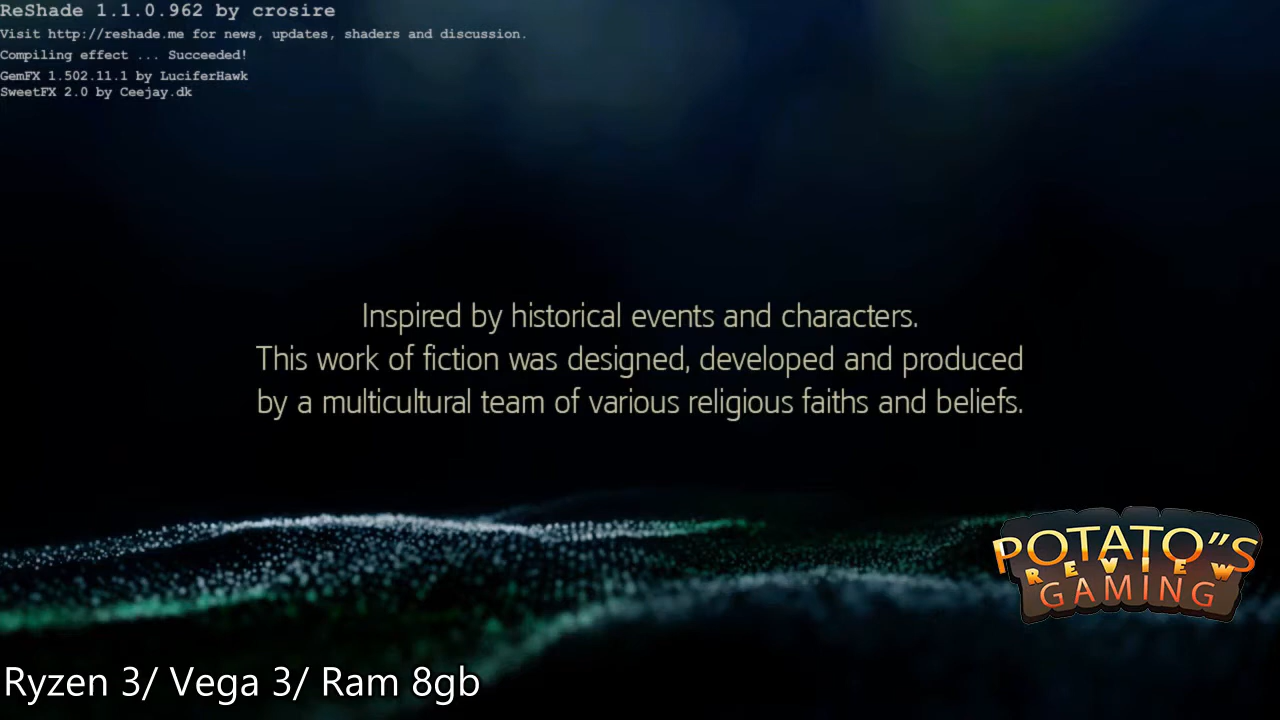 ReShade 1.1.0.962 by crosire
Visit http://reshade.me for news, updates, shaders and discussion.
Compiling effect ... Succeeded!
GemFX 1.502.11.1 by LuciferHawk
SweetFX 2.0 by Ceejay.dk
Inspired by historical events and characters.
This work of fiction was designed, developed and produced
by a multicultural team of various religious faiths and beliefs.
POTATO"S
REVIEW
GAMING
Ryzen 3/ Vega 3/ Ram 8gb